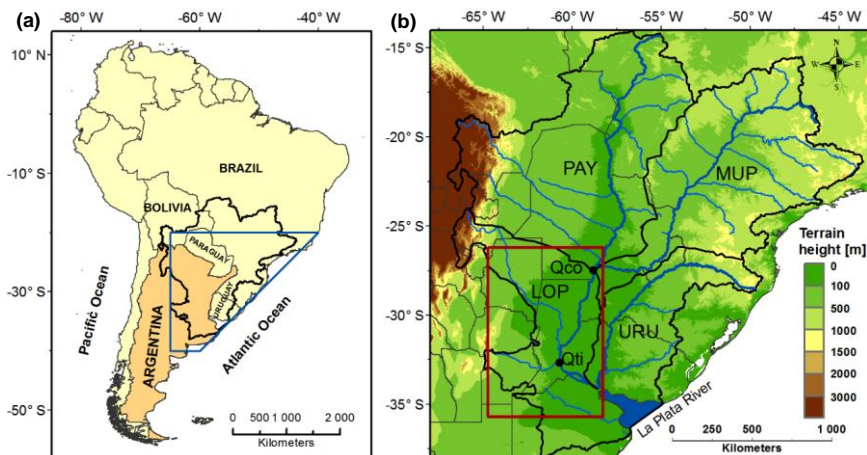 (a)
-80° W -60° W -40° W
10° N
-10° S
-30° S
-50° S
BRAZIL
BOLIVIA
PARAGUAY
URUGUAY
ARGENTINA
Pacific Ocean
Atlantic Ocean
0 500 1 000 2 000
Kilometers
(b)
-65° W -60° W -55° W -50° W -45° W
-15° S
-20° S
-25° S
-30° S
-35° S
N
W E
S
PAY
MUP
Qco
LOP
URU
Qti
La Plata River
Terrain
height [m]
0
100
500
1000
1500
2000
3000
0 250 500 1 000
Kilometers